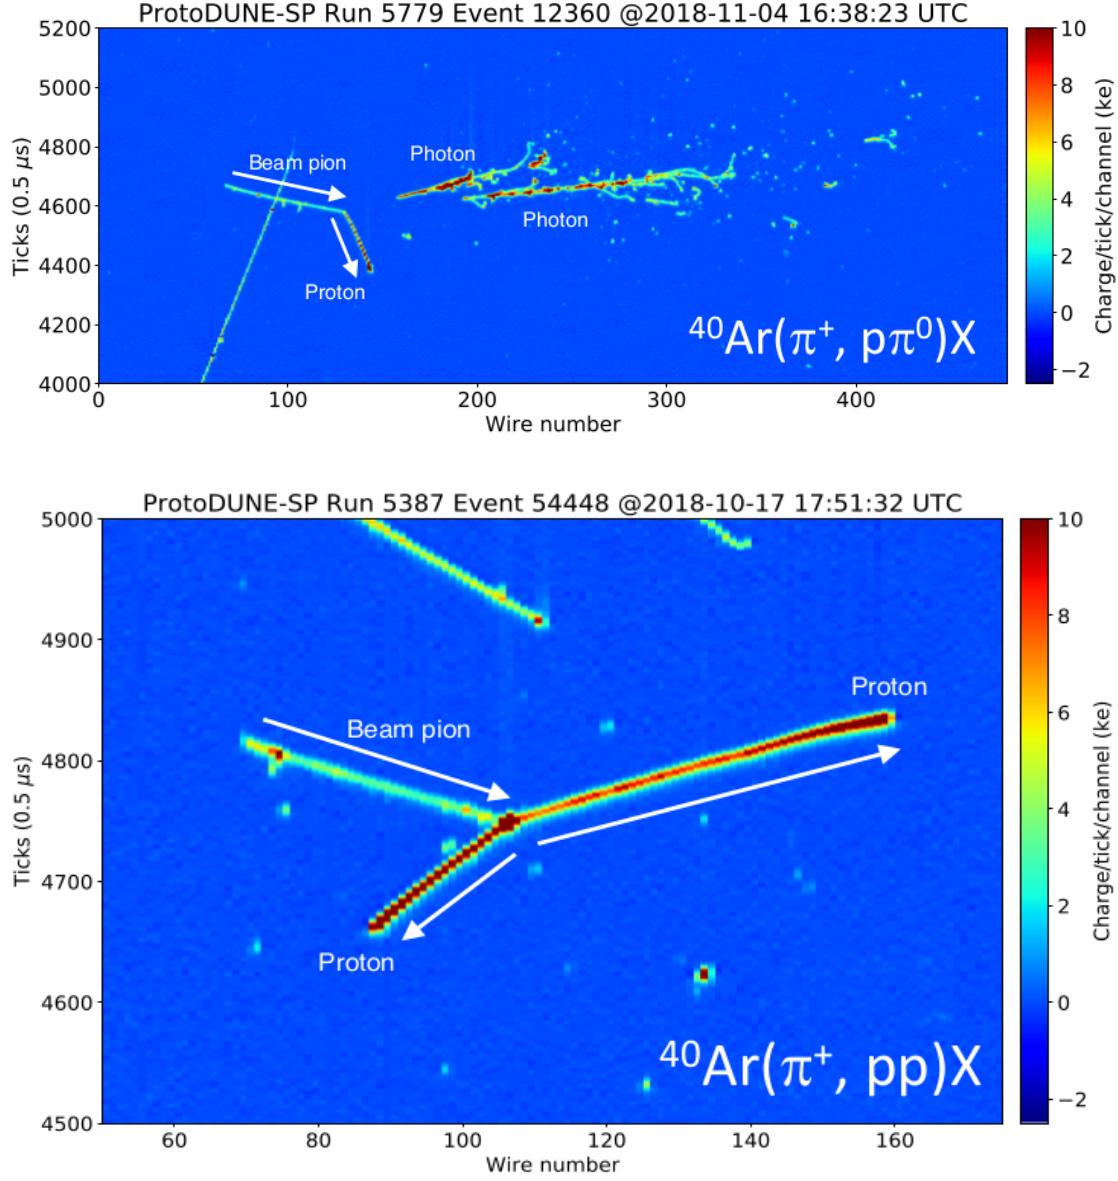 ProtoDUNE-SP Run 5779 Event 12360 @2018-11-04 16:38:23 UTC
5200
5000
4800
4600
4400
4200
4000
Ticks (0.5 μs)
0
100
200
300
400
Wire number
Beam pion
Proton
Photon
Photon
⁴⁰Ar(π⁺, pπ⁰)X
10
8
6
4
2
0
−2
Charge/tick/channel (ke)
ProtoDUNE-SP Run 5387 Event 54448 @2018-10-17 17:51:32 UTC
5000
4900
4800
4700
4600
4500
Ticks (0.5 μs)
60
80
100
120
140
160
Wire number
Beam pion
Proton
Proton
⁴⁰Ar(π⁺, pp)X
10
8
6
4
2
0
−2
Charge/tick/channel (ke)